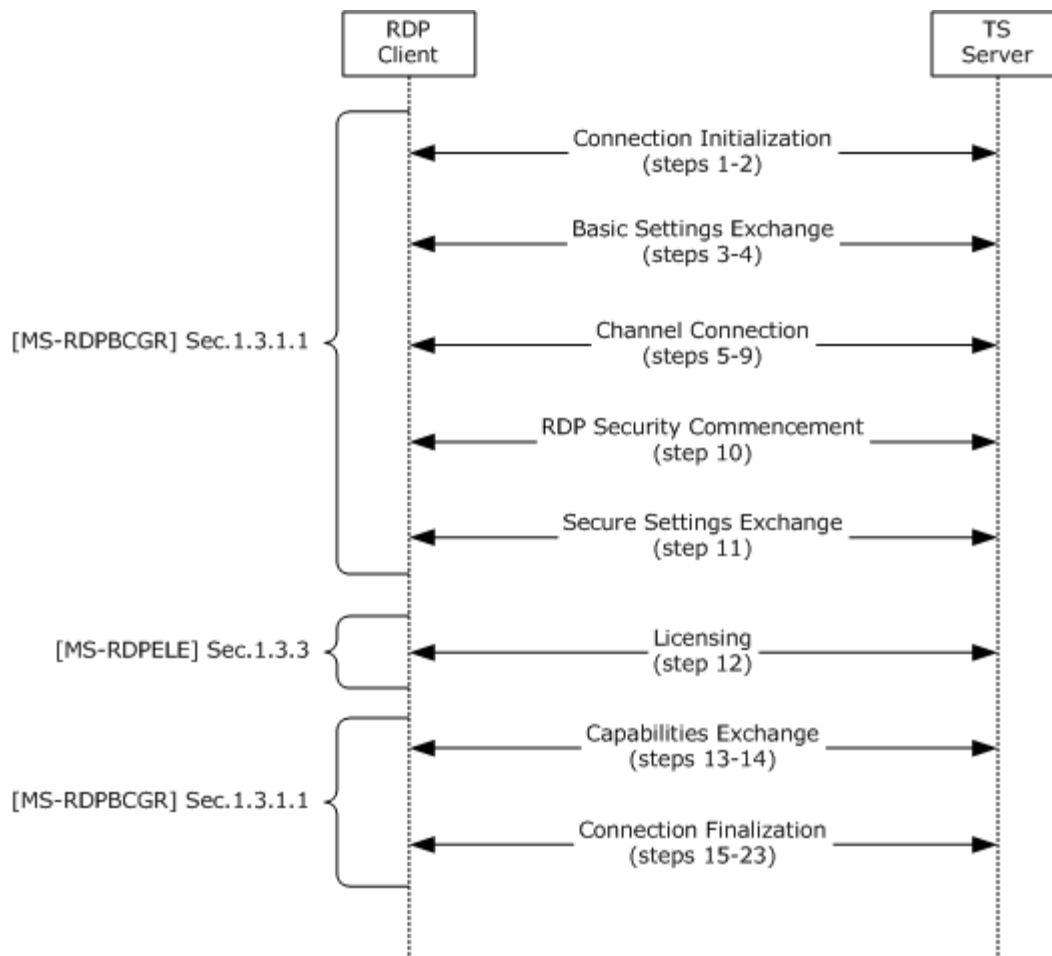 RDP
Client
TS
Server
Connection Initialization
(steps 1-2)
Basic Settings Exchange
(steps 3-4)
[MS-RDPBCGR] Sec.1.3.1.1
Channel Connection
(steps 5-9)
RDP Security Commencement
(step 10)
Secure Settings Exchange
(step 11)
[MS-RDPELE] Sec.1.3.3
Licensing
(step 12)
Capabilities Exchange
(steps 13-14)
[MS-RDPBCGR] Sec.1.3.1.1
Connection Finalization
(steps 15-23)